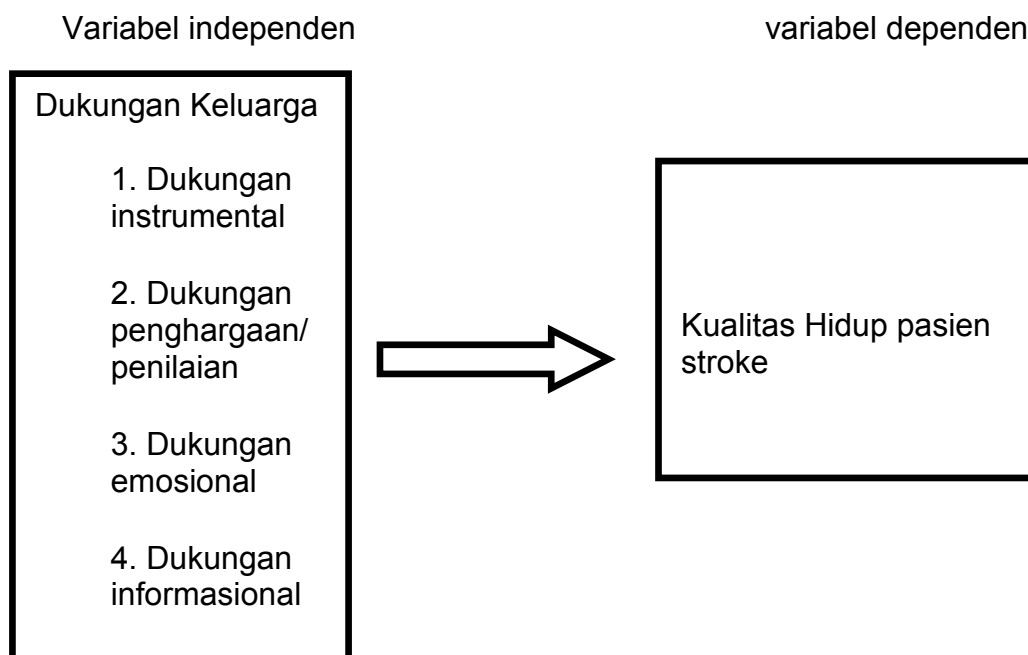 Variabel independen
variabel dependen
Dukungan Keluarga
1. Dukungan
instrumental
2. Dukungan
penghargaan/
penilaian
3. Dukungan
emosional
4. Dukungan
informasional
Kualitas Hidup pasien
stroke